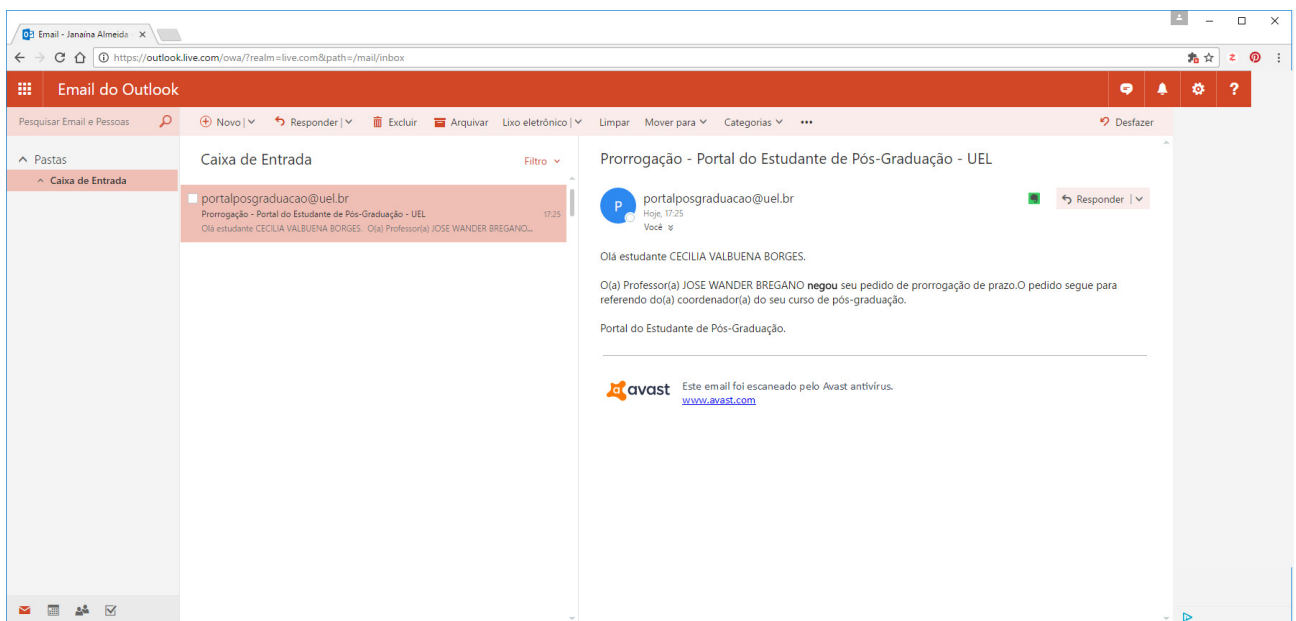 Email - Janaína Almeida
https://outlook.live.com/owa/?realm=live.com&path=/mail/inbox
Email do Outlook
?
Pesquisar Email e Pessoas
Novo | Responder | Excluir Arquivar Lixo eletrônico | Limpar Mover para Categorias ••• Desfazer
Pastas
Caixa de Entrada
Caixa de Entrada
Filtro
portalposgraduacao@uel.br
Prorrogação - Portal do Estudante de Pós-Graduação - UEL 17:25
Olá estudante CECILIA VALBUENA BORGES. O(a) Professor(a) JOSE WANDER BREGANO...
Prorrogação - Portal do Estudante de Pós-Graduação - UEL
P
portalposgraduacao@uel.br
Hoje, 17:25
Você
Responder |
Olá estudante CECILIA VALBUENA BORGES.
O(a) Professor(a) JOSE WANDER BREGANO negou seu pedido de prorrogação de prazo.O pedido segue para
referendo do(a) coordenador(a) do seu curso de pós-graduação.
Portal do Estudante de Pós-Graduação.
avast
Este email foi escaneado pelo Avast antivírus.
www.avast.com